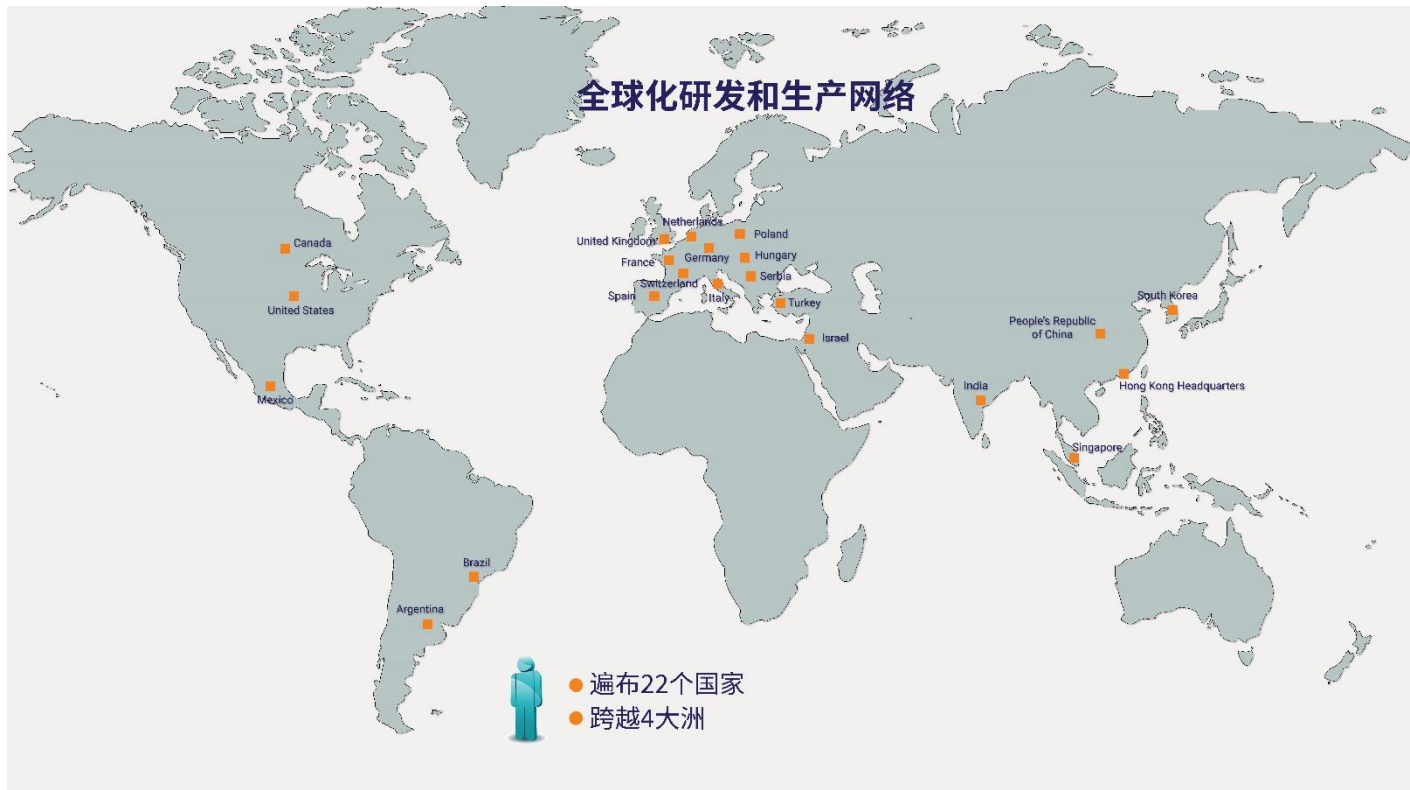 全球化研发和生产网络
Netherlands
Poland
United Kingdom
Canada
Hungary
France
Germany
Serbia
Switzerland
Spain
Italy
Turkey
South Korea
United States
People's Republic
of China
Israel
India
Hong Kong Headquarters
Mexico
Singapore
Brazil
Argentina
遍布22个国家
跨越4大洲